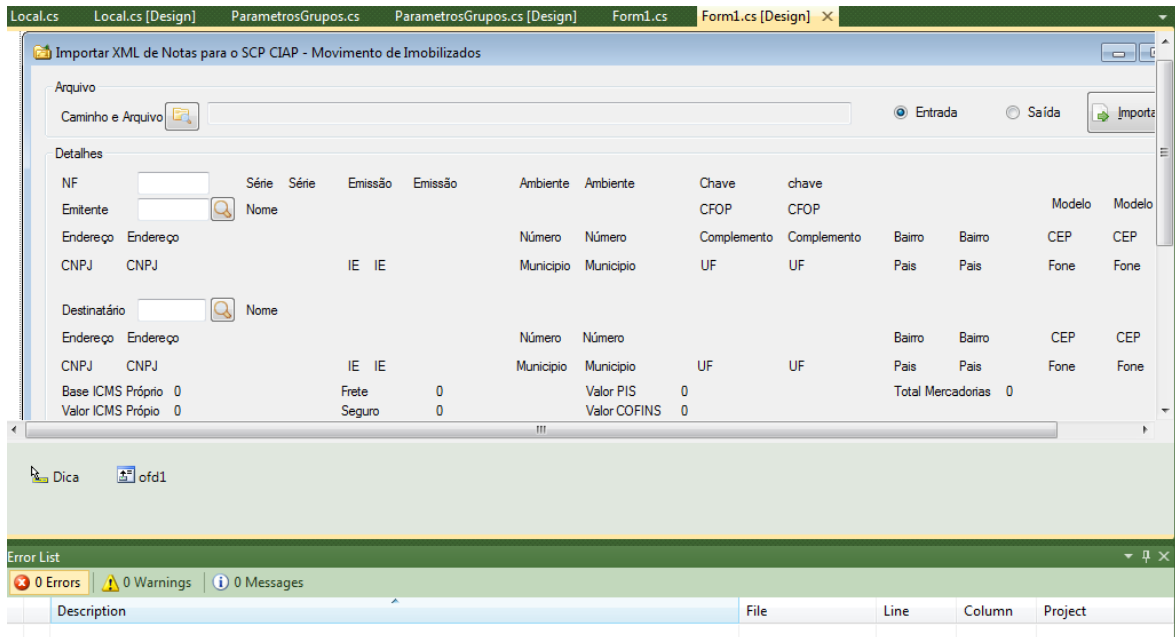 Local.cs Local.cs [Design] ParametrosGrupos.cs ParametrosGrupos.cs [Design] Form1.cs Form1.cs [Design]
Importar XML de Notas para o SCP CIAP - Movimento de Imobilizados
Arquivo
Caminho e Arquivo Entrada Saída Importa
Detalhes
NF Série Série Emissão Emissão Ambiente Ambiente Chave chave
Emitente Nome CFOP CFOP Modelo Modelo
Endereço Endereço Número Número Complemento Complemento Bairro Bairro CEP CEP
CNPJ CNPJ IE IE Municipio Municipio UF UF Pais Pais Fone Fone
Destinatário Nome
Endereço Endereço Número Número Bairro Bairro CEP CEP
CNPJ CNPJ IE IE Municipio Municipio UF UF Pais Pais Fone Fone
Base ICMS Próprio 0 Frete 0 Valor PIS 0 Total Mercadorias 0
Valor ICMS Própio 0 Seguro 0 Valor COFINS 0
Dica ofd1
Error List
0 Errors 0 Warnings 0 Messages
Description File Line Column Project